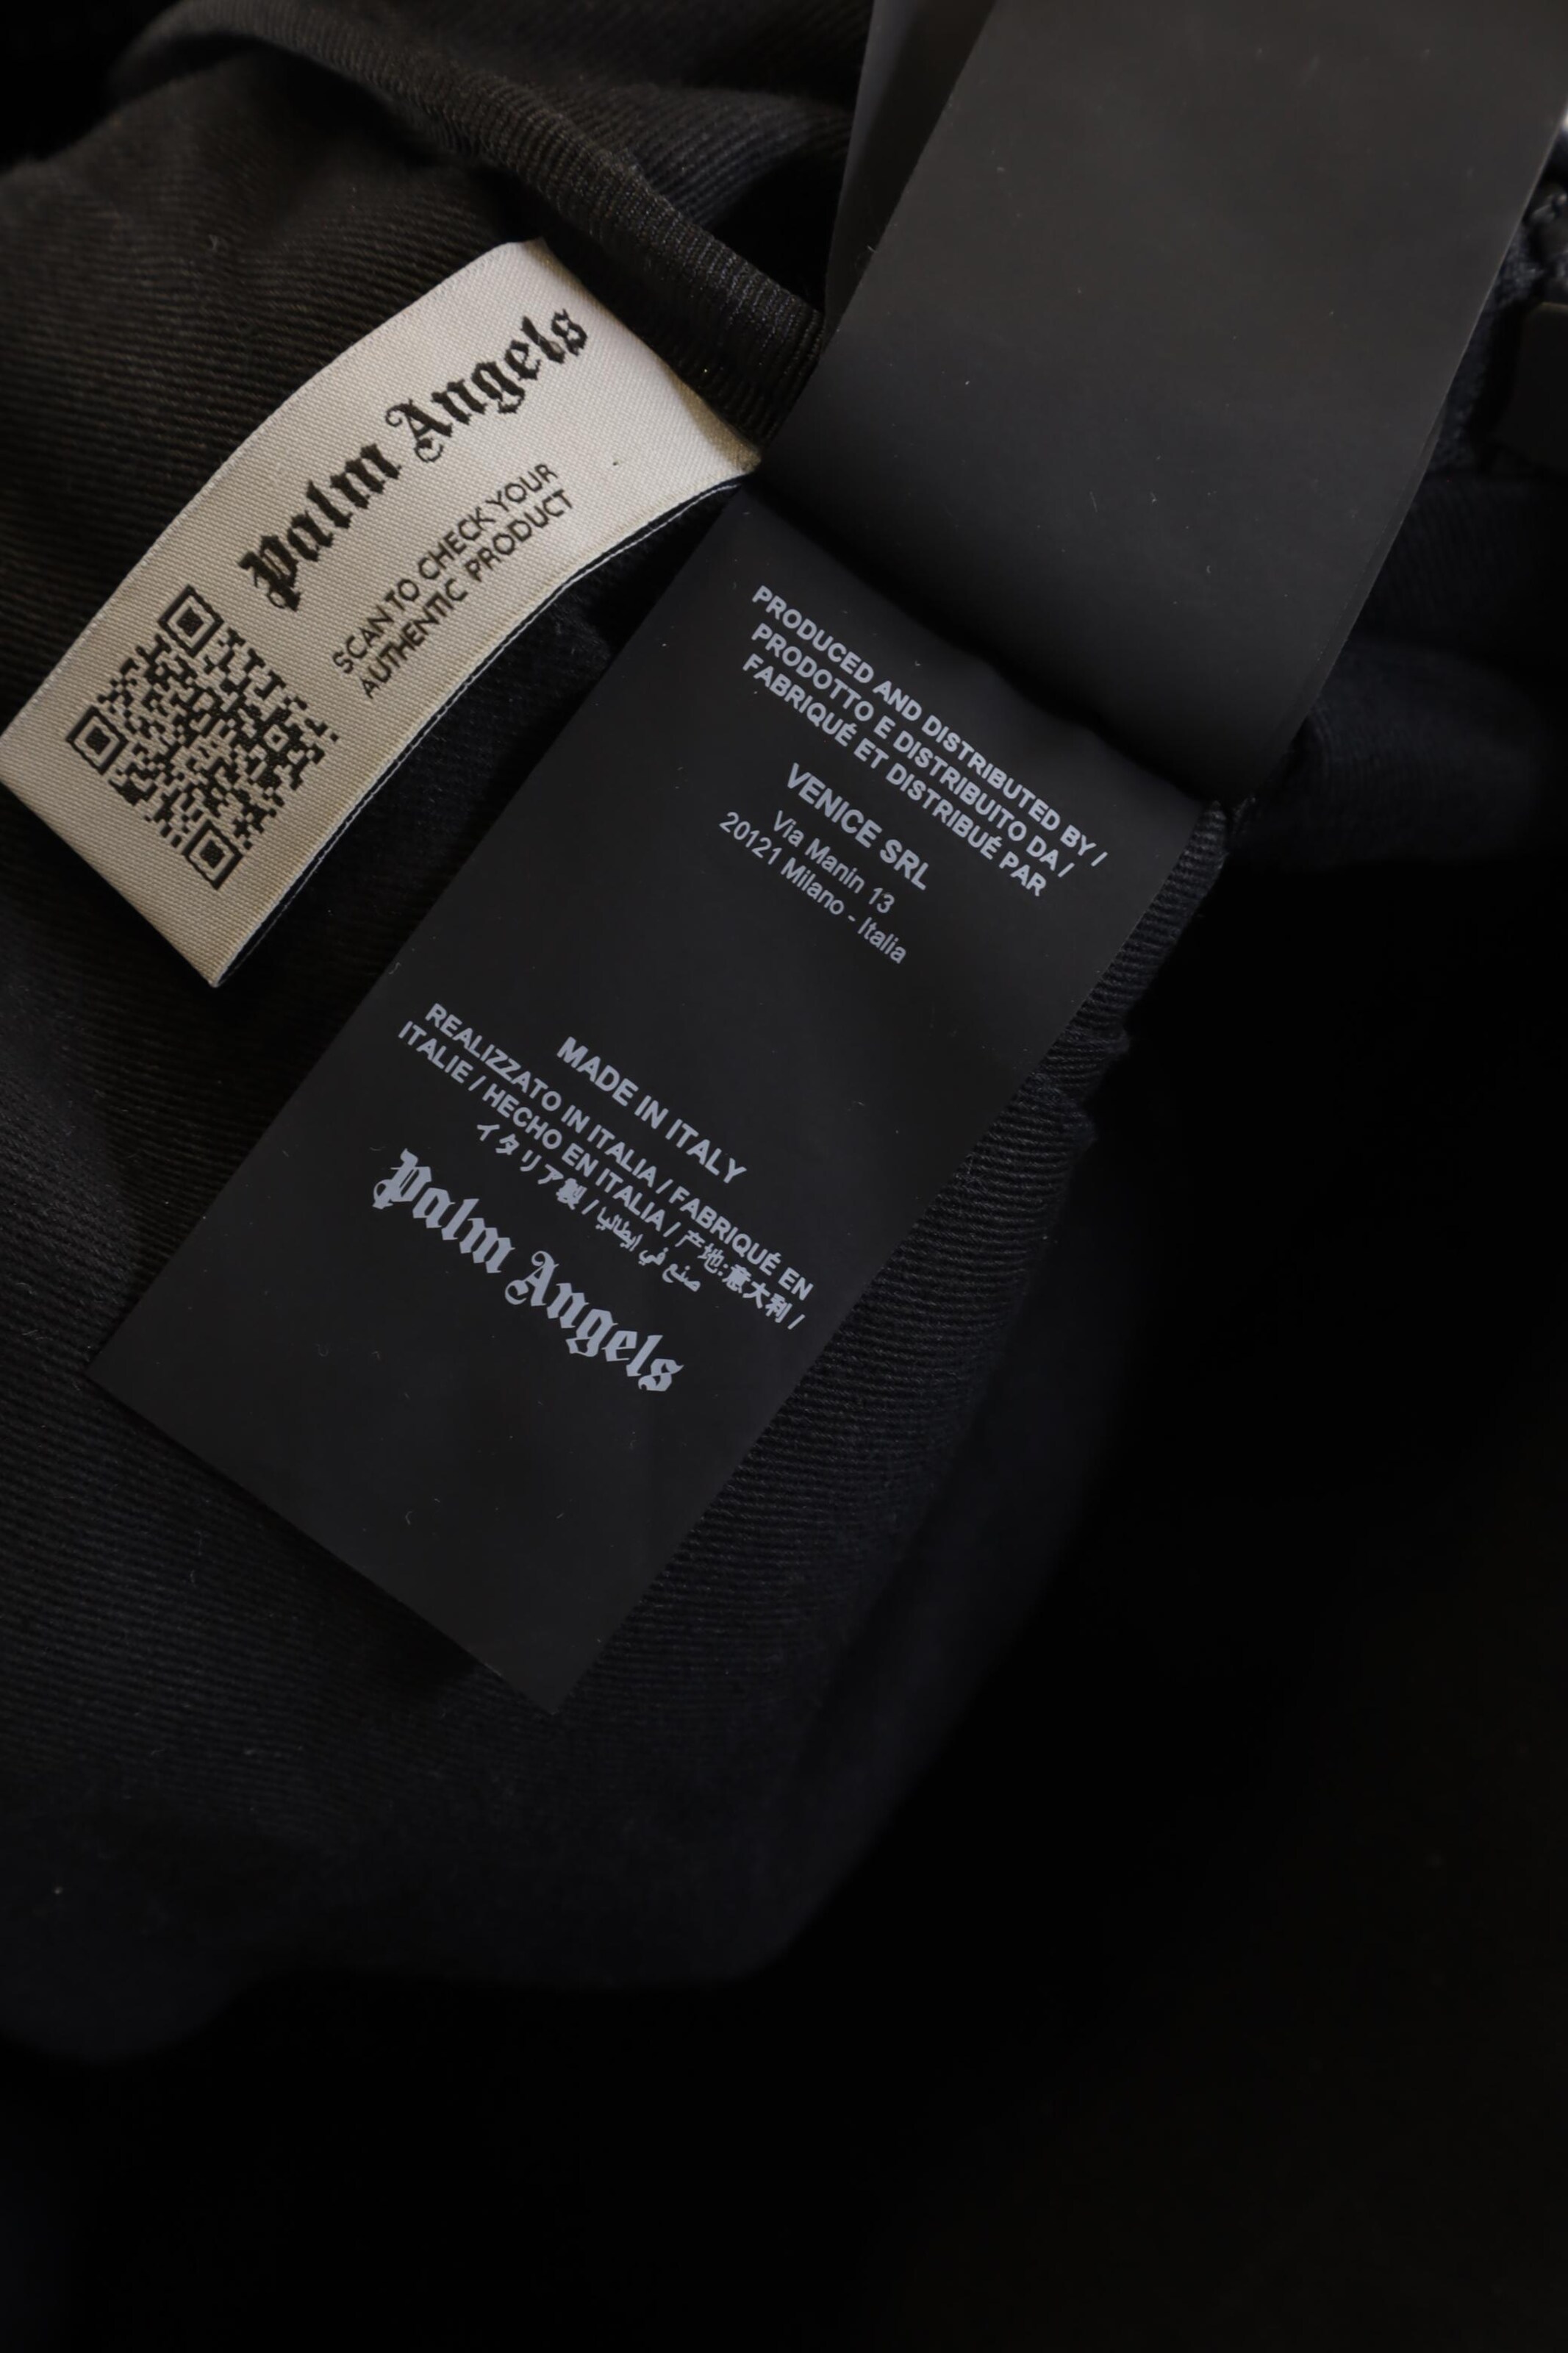 Palm Angels
SCAN TO CHECK YOUR
AUTHENTIC PRODUCT
PRODUCED AND DISTRIBUTED BY /
PRODOTTO E DISTRIBUITO DA /
FABRIQUÉ ET DISTRIBUÉ PAR
VENICE SRL
Via Manin 13
20121 Milano - Italia
MADE IN ITALY
REALIZZATO IN ITALIA / FABRIQUÉ EN
ITALIE / HECHO EN ITALIA / 产地:意大利 /
イタリア製 / صنع في ايطاليا
Palm Angels